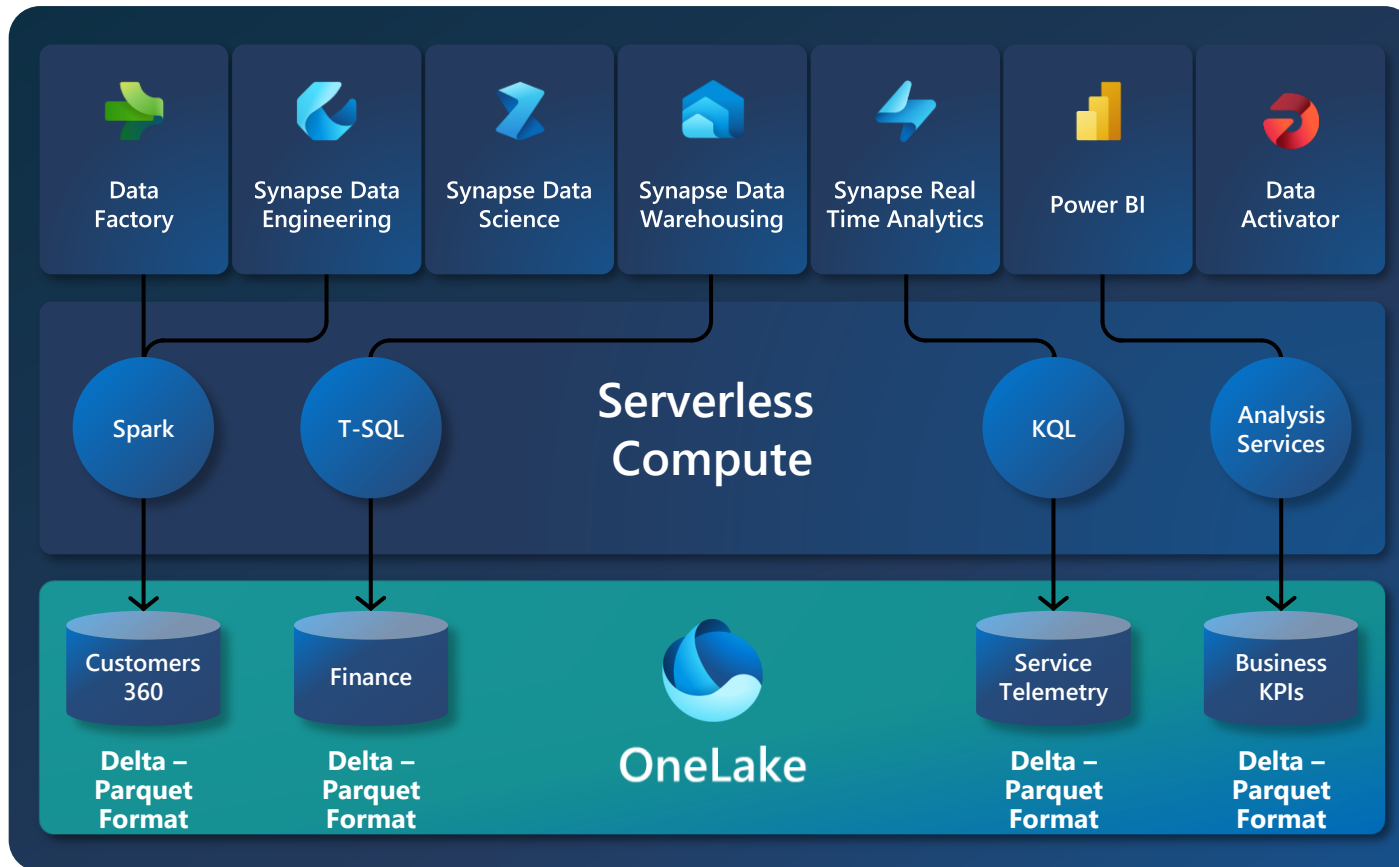 Data
Factory
Synapse Data
Engineering
Synapse Data
Science
Synapse Data
Warehousing
Synapse Real
Time Analytics
Power BI
Data
Activator
Spark
T-SQL
Serverless
Compute
KQL
Analysis
Services
Customers
360
Finance
Service
Telemetry
Business
KPIs
OneLake
Delta –
Parquet
Format
Delta –
Parquet
Format
Delta –
Parquet
Format
Delta –
Parquet
Format